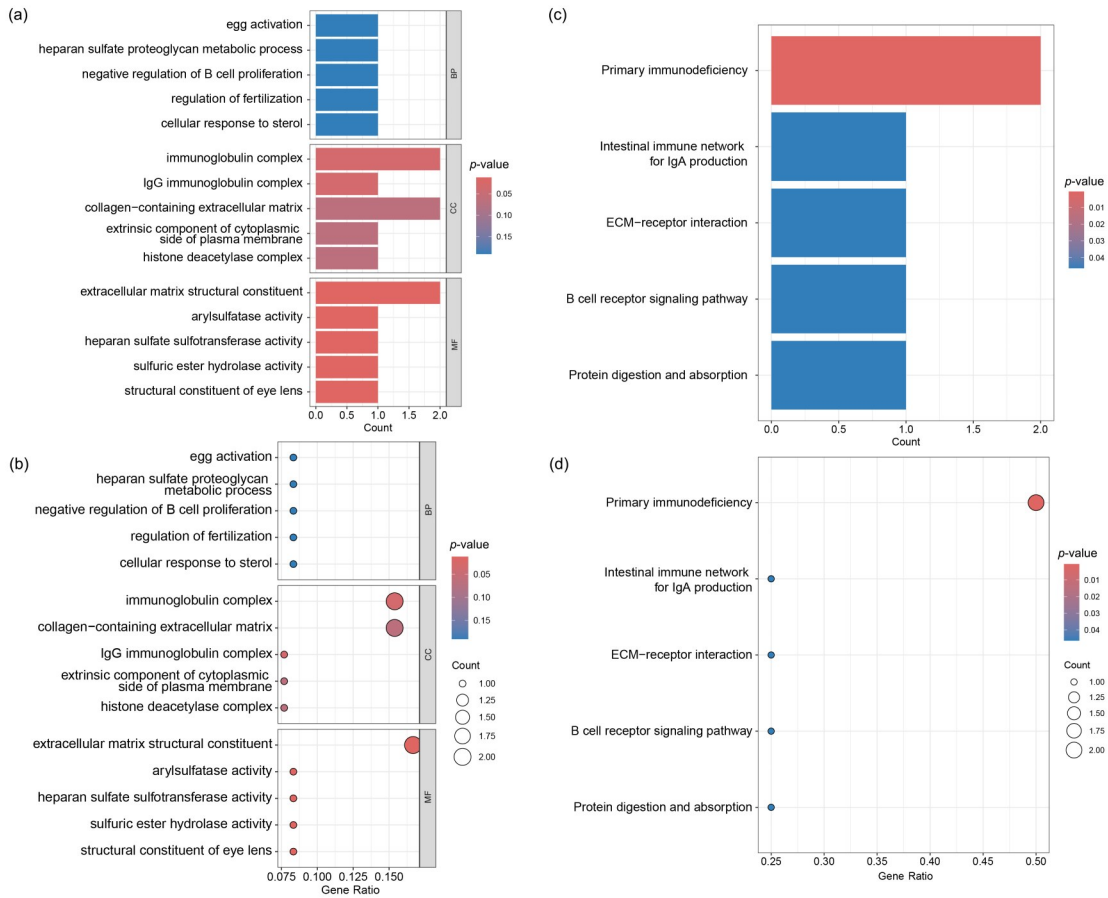 (a)
egg activation
heparan sulfate proteoglycan metabolic process
negative regulation of B cell proliferation
regulation of fertilization
cellular response to sterol
BP
immunoglobulin complex
IgG immunoglobulin complex
collagen−containing extracellular matrix
extrinsic component of cytoplasmic
side of plasma membrane
histone deacetylase complex
CC
extracellular matrix structural constituent
arylsulfatase activity
heparan sulfate sulfotransferase activity
sulfuric ester hydrolase activity
structural constituent of eye lens
MF
0.0 0.5 1.0 1.5 2.0
Count
p-value
0.05
0.10
0.15
(c)
Primary immunodeficiency
Intestinal immune network
for IgA production
ECM−receptor interaction
B cell receptor signaling pathway
Protein digestion and absorption
0.0 0.5 1.0 1.5 2.0
Count
p-value
0.01
0.02
0.03
0.04
(b)
egg activation
heparan sulfate proteoglycan
metabolic process
negative regulation of B cell proliferation
regulation of fertilization
cellular response to sterol
BP
immunoglobulin complex
collagen−containing extracellular matrix
IgG immunoglobulin complex
extrinsic component of cytoplasmic
side of plasma membrane
histone deacetylase complex
CC
extracellular matrix structural constituent
arylsulfatase activity
heparan sulfate sulfotransferase activity
sulfuric ester hydrolase activity
structural constituent of eye lens
MF
0.075 0.100 0.125 0.150
Gene Ratio
p-value
0.05
0.10
0.15
Count
1.00
1.25
1.50
1.75
2.00
(d)
Primary immunodeficiency
Intestinal immune network
for IgA production
ECM−receptor interaction
B cell receptor signaling pathway
Protein digestion and absorption
0.25 0.30 0.35 0.40 0.45 0.50
Gene Ratio
p-value
0.01
0.02
0.03
0.04
Count
1.00
1.25
1.50
1.75
2.00